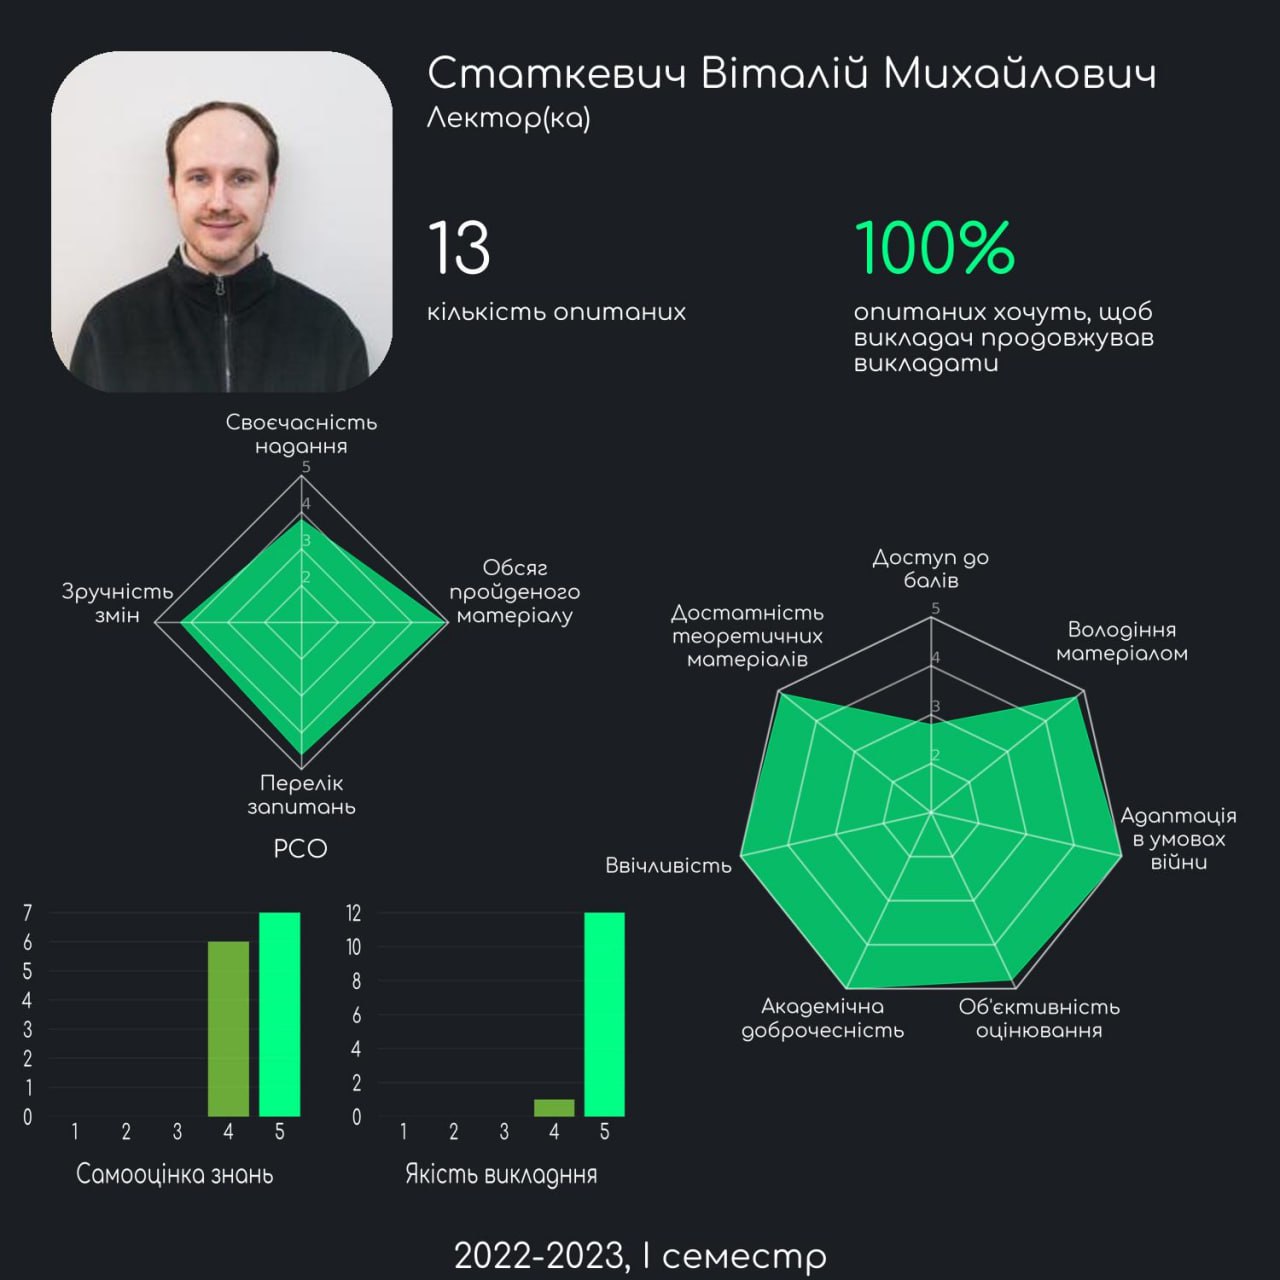 Статкевич Віталій Михайлович
Лектор(ка)
13
кількість опитаних
100%
опитаних хочуть, щоб
викладач продовжував
викладати
Своєчасність
надання
5
4
3
2
Зручність
змін
Обсяг
пройденого
матеріалу
Перелік
запитань
РСО
Доступ до
балів
5
4
3
2
Достатність
теоретичних
матеріалів
Володіння
матеріалом
Адаптація
в умовах
війни
Ввічливість
Академічна
доброчесність
Об'єктивність
оцінювання
7
6
5
4
3
2
1
0
1 2 3 4 5
Самооцінка знань
12
10
8
6
4
2
0
1 2 3 4 5
Якість викладння
2022-2023, І семестр